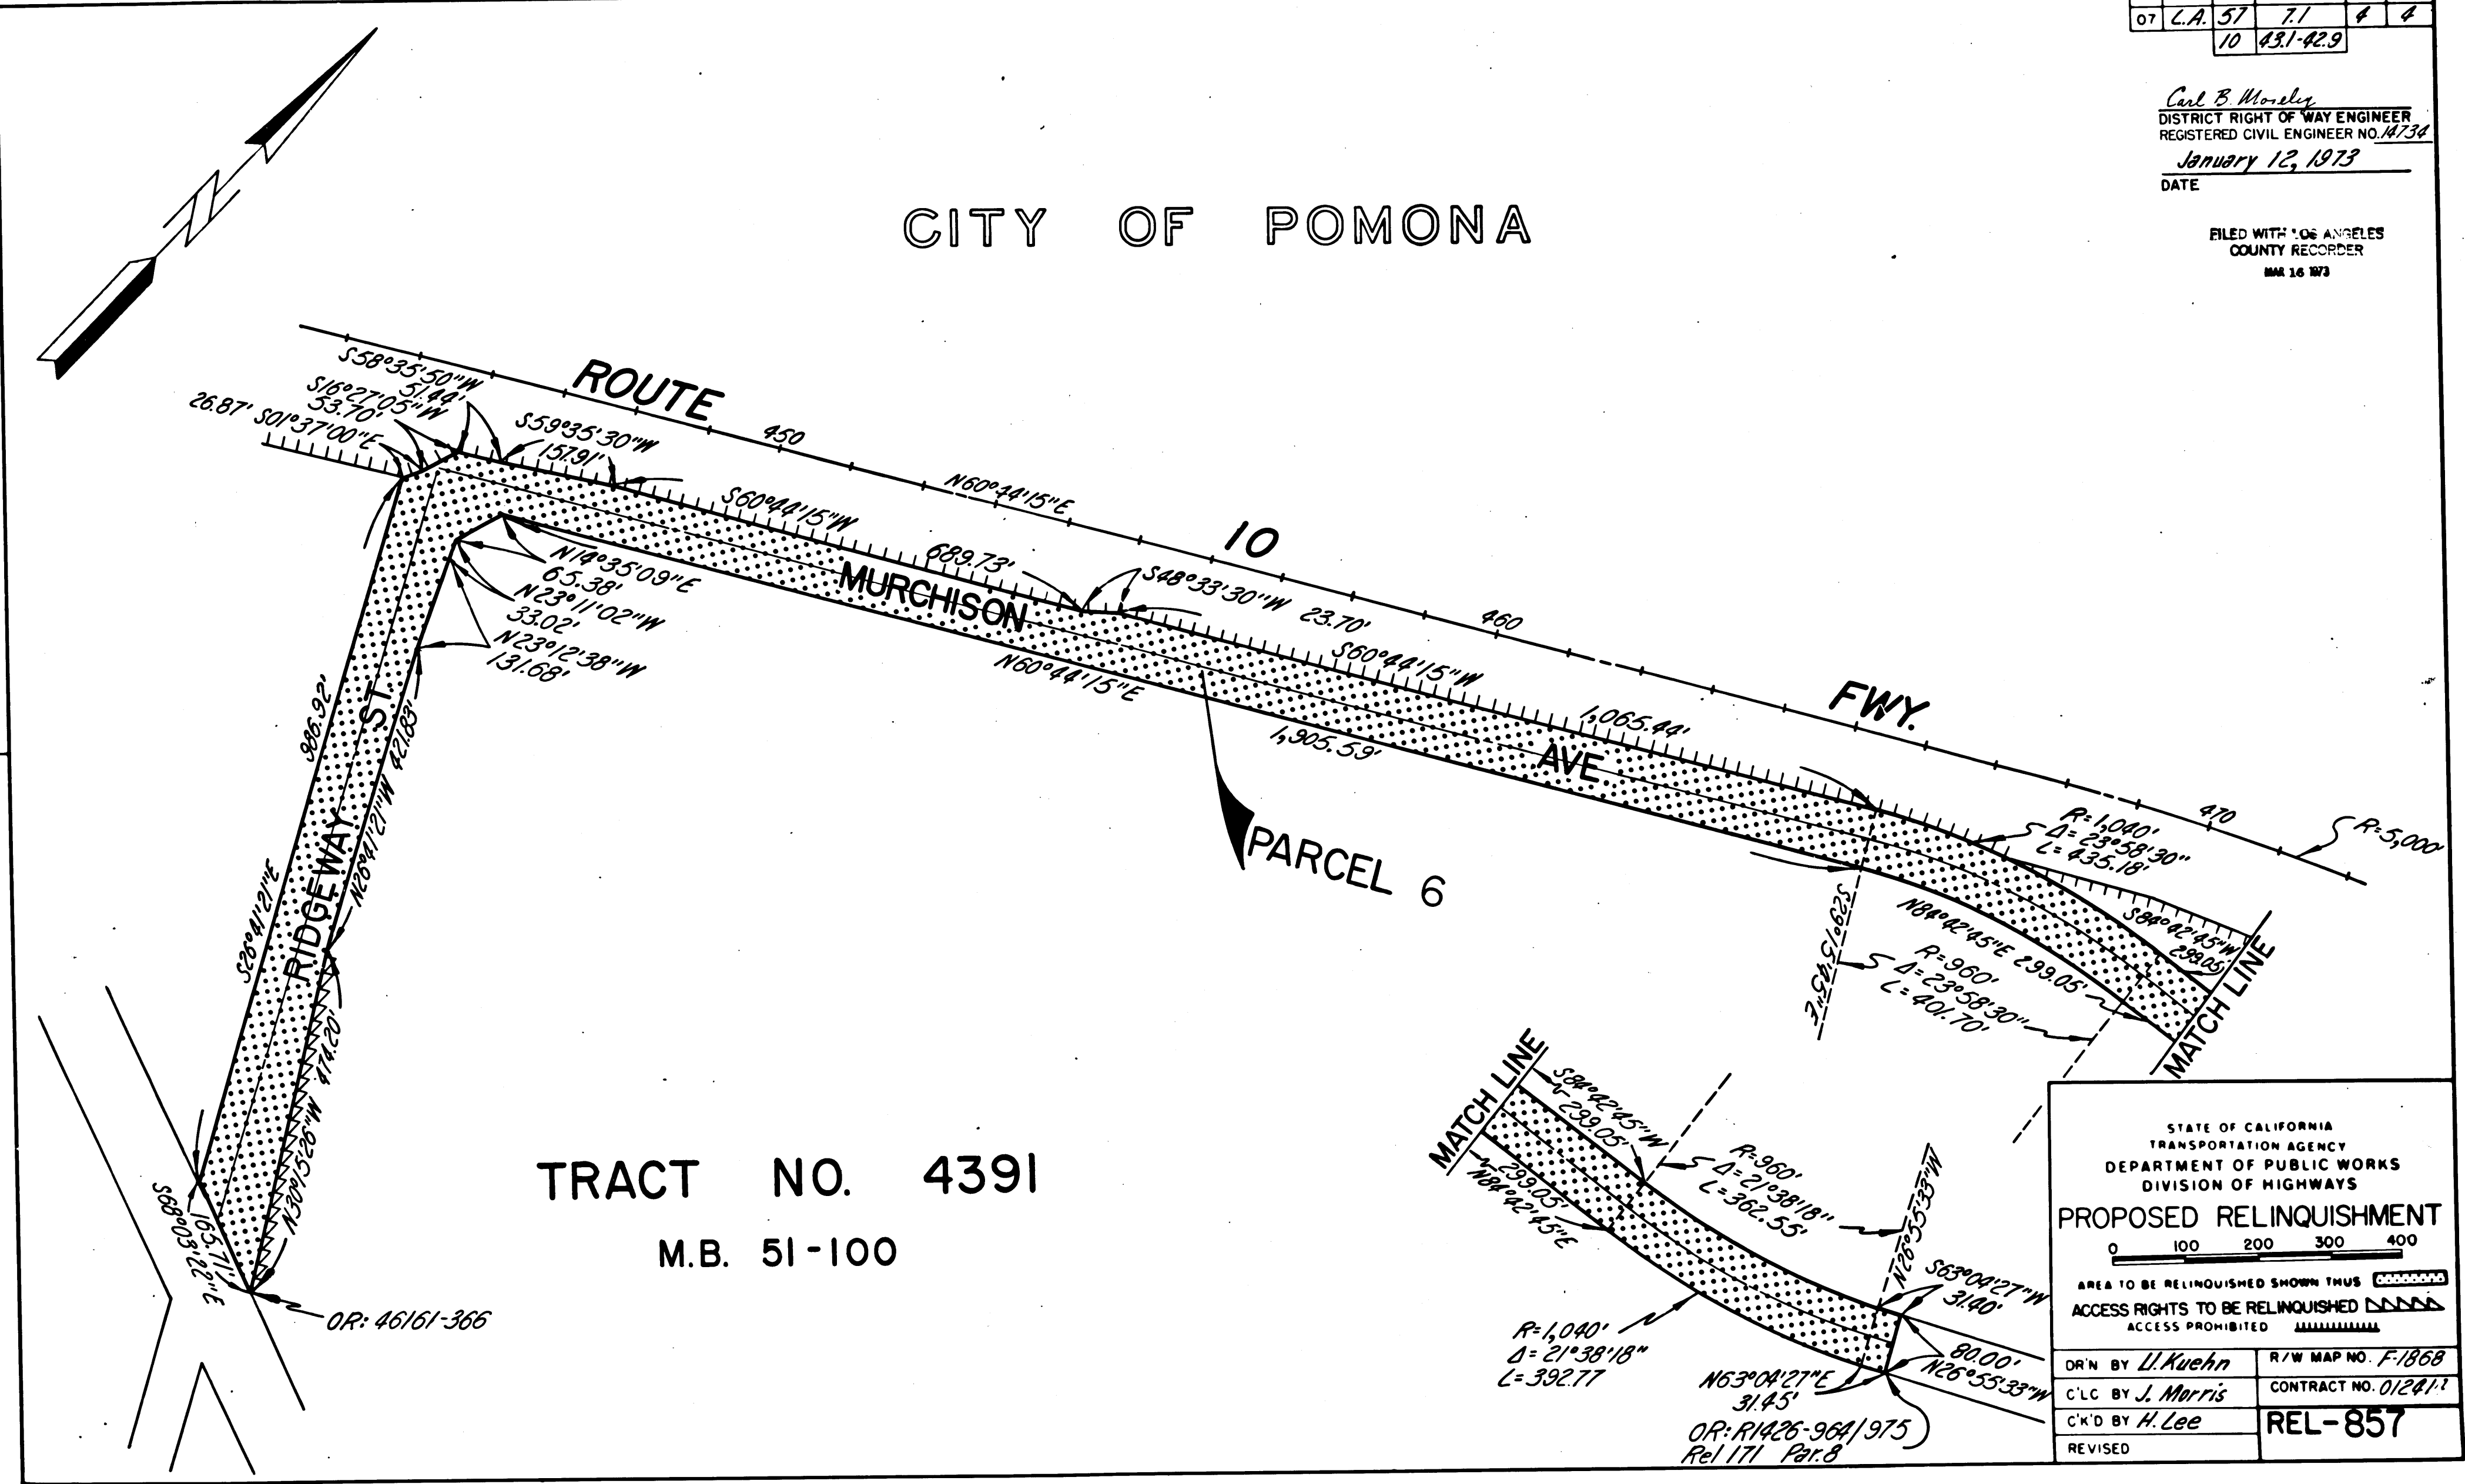 07 L.A. 57 7.1 4 4
10 43.1-42.9
Carl B. Mosely
DISTRICT RIGHT OF WAY ENGINEER
REGISTERED CIVIL ENGINEER NO. 14734
January 12, 1973
DATE
FILED WITH LOS ANGELES
COUNTY RECORDER
MAR 16 1973
N
CITY OF POMONA
S58°35'50"W
51.44'
S16°27'05"W
53.70'
26.87' S01°37'00"E
ROUTE
S59°35'30"W
157.91'
450
N60°44'15"E
10
S60°44'15"W
689.73'
S48°33'30"W 23.70'
460
MURCHISON
N14°35'09"E
65.38'
N23°11'02"W
33.02'
N23°12'38"W
131.68'
N60°44'15"E
S60°44'15"W
FWY.
1,065.44'
1,905.59'
AVE
470
R=5,000'
R=1,040'
Δ=23°58'30"
L=435.18'
986.92'
S26°41'21"E
RIDGEWAY ST
N26°41'21"W 421.83'
PARCEL 6
S29°15'45"E
N84°42'45"E 299.05'
R=960'
Δ=23°58'30"
L=401.70'
S84°42'45"W
299.05'
MATCH LINE
N30°15'26"W 474.20'
S68°03'22"E
165.71'
OR: 46161-366
TRACT NO. 4391
M.B. 51-100
MATCH LINE
S84°42'45"W
299.05'
299.05'
N84°42'45"E
R=960'
Δ=21°38'18"
L=362.55'
N26°55'33"W
S63°04'27"W
31.40'
R=1,040'
Δ=21°38'18"
L=392.77
80.00'
N26°55'33"W
N63°04'27"E
31.45'
OR: R1426-964/975
Rel 171 Par.8
STATE OF CALIFORNIA
TRANSPORTATION AGENCY
DEPARTMENT OF PUBLIC WORKS
DIVISION OF HIGHWAYS
PROPOSED RELINQUISHMENT
0 100 200 300 400
AREA TO BE RELINQUISHED SHOWN THUS
ACCESS RIGHTS TO BE RELINQUISHED
ACCESS PROHIBITED
DR'N BY U. Kuehn R/W MAP NO. F-1868
C'LC BY J. Morris CONTRACT NO.
C'K'D BY H. Lee REL-857
REVISED